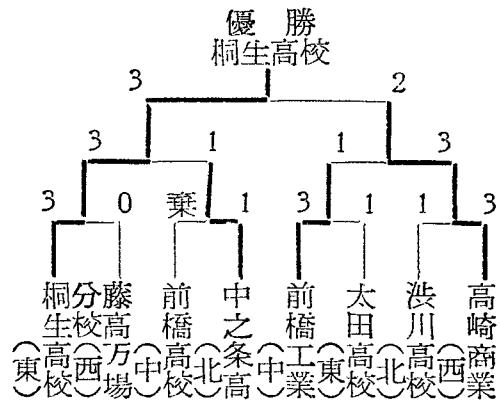 優勝
桐生高校
3 2
3 1 1 3
3 0 棄 1 3 1 1 3
桐生高校(東)
藤高万場分校(西)
前橋高校(中)
中之条高(北)
前橋工業(中)
太田高校(東)
渋川高校(北)
高崎商業(西)